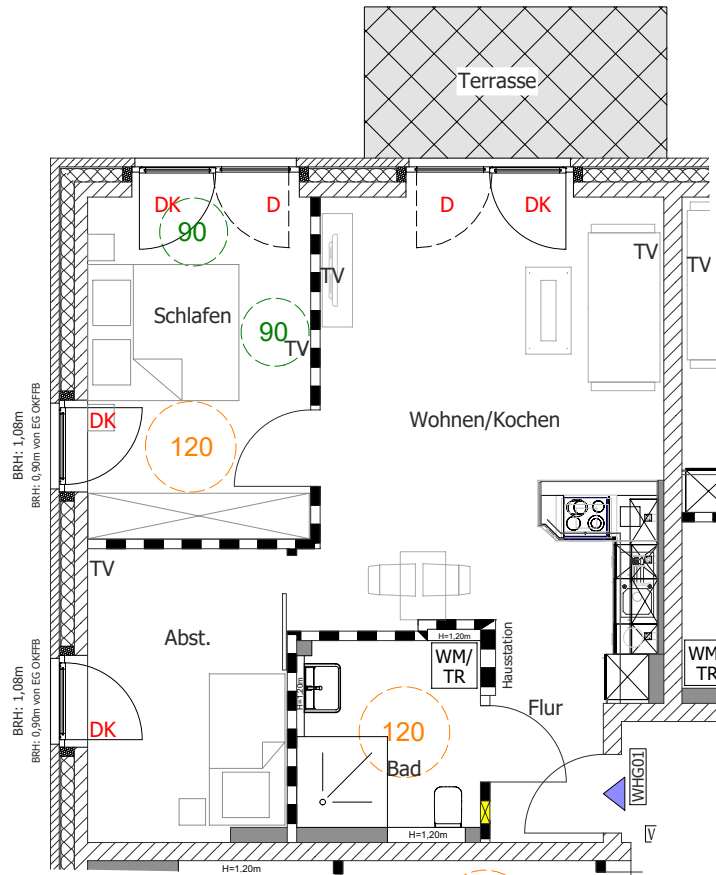 Terrasse
DK
D
D
DK
90
TV
TV
TV
Schlafen
90
TV
DK
Wohnen/Kochen
120
BRH: 1,08m
BRH: 0,90m von EG OKFFB
TV
Abst.
H=1,20m
WM/
TR
Hausstation
WM/
TR
H=1,20m
BRH: 1,08m
BRH: 0,90m von EG OKFFB
DK
Flur
120
Bad
WHG01
V
H=1,20m
H=1.20m